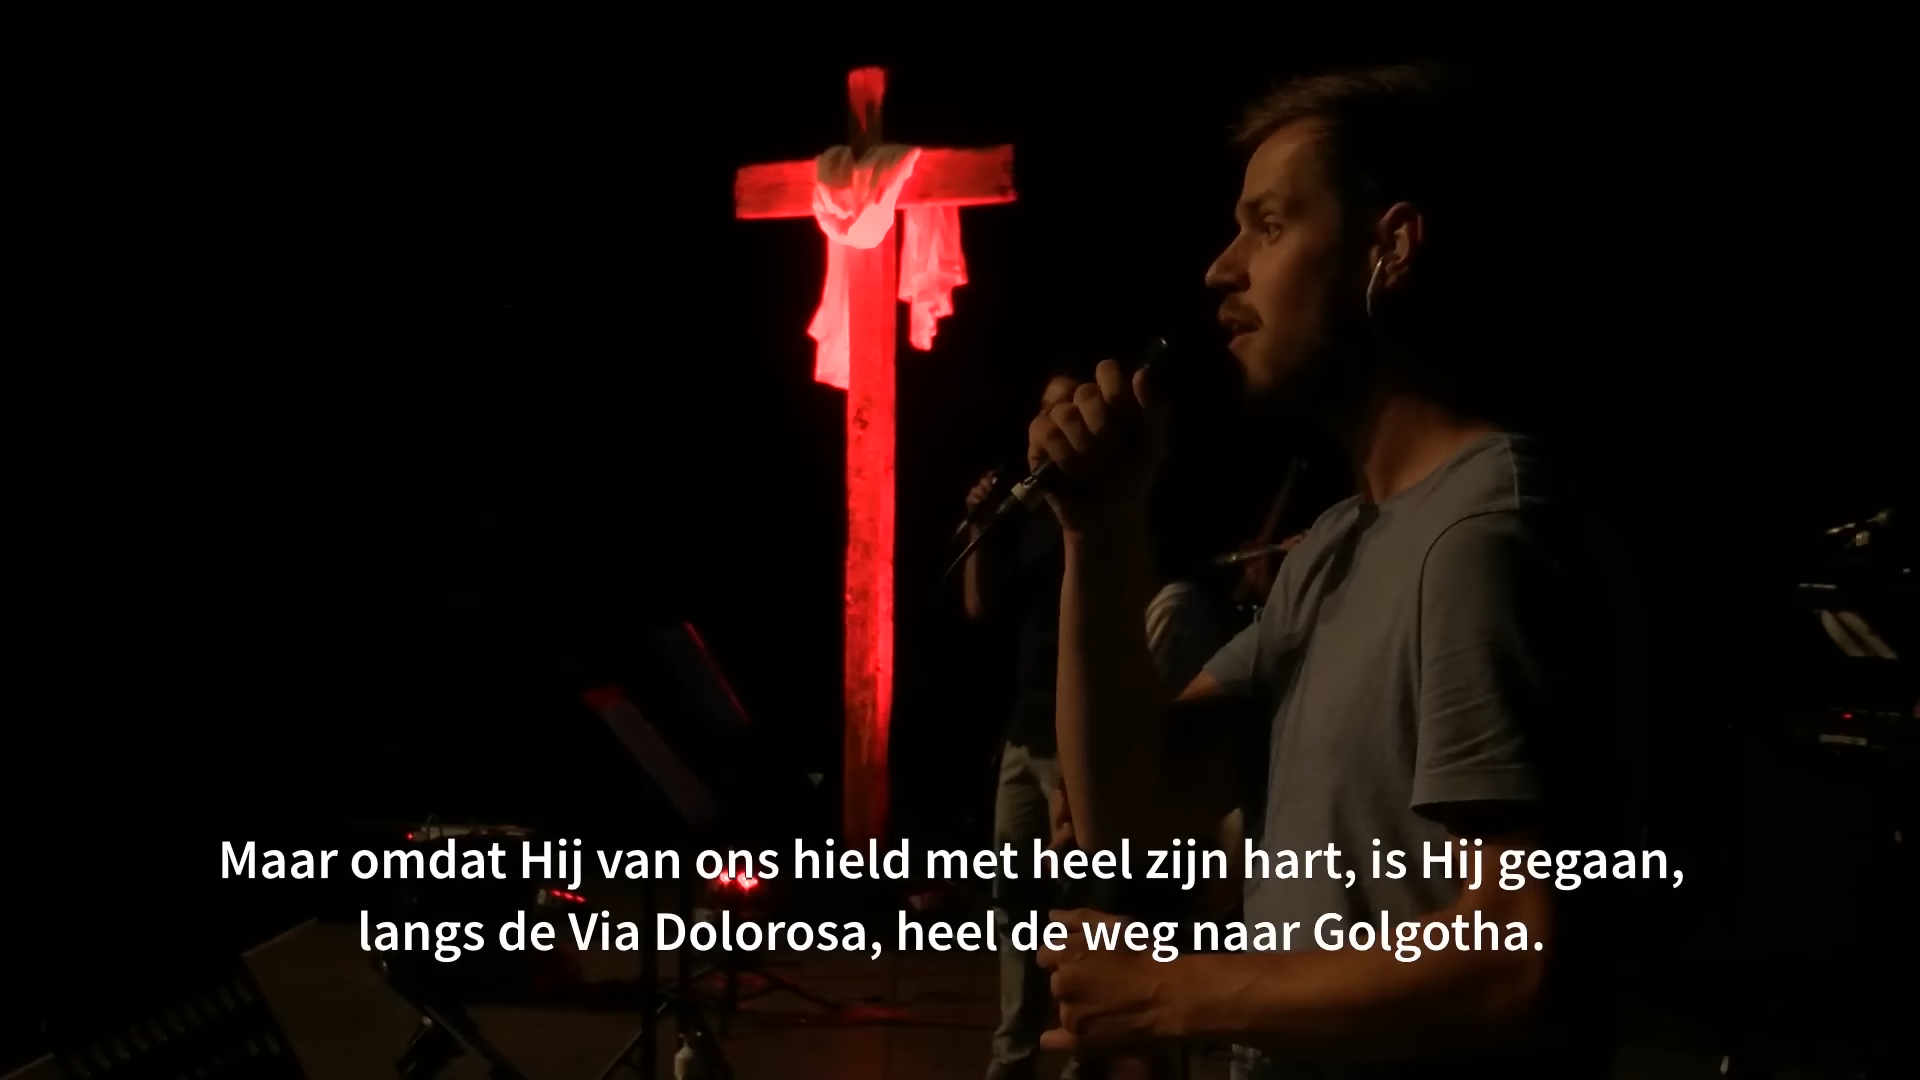 Maar omdat Hij van ons hield met heel zijn hart, is Hij gegaan,
langs de Via Dolorosa, heel de weg naar Golgotha.